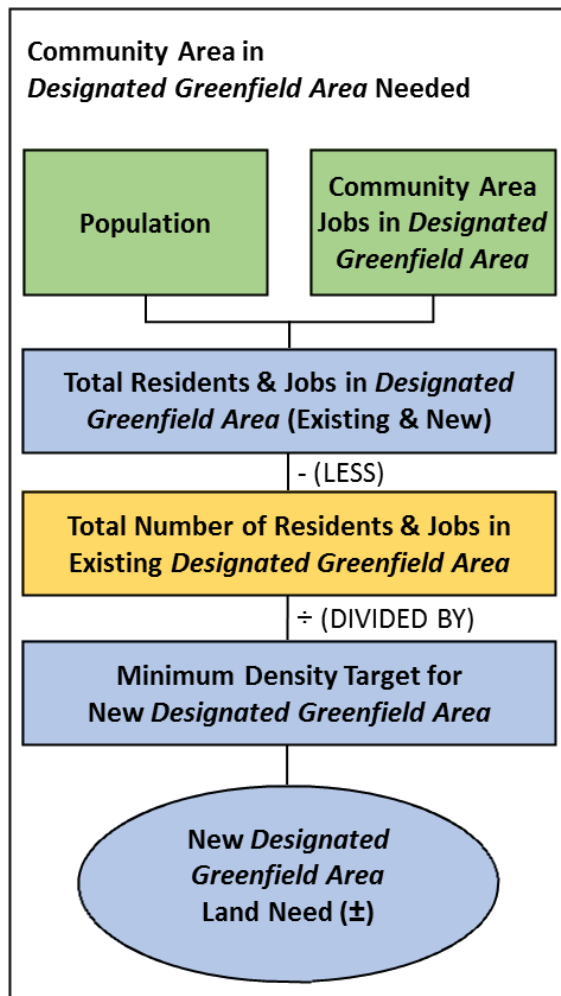 Community Area in
Designated Greenfield Area Needed
Population
Community Area
Jobs in Designated
Greenfield Area
Total Residents & Jobs in Designated
Greenfield Area (Existing & New)
- (LESS)
Total Number of Residents & Jobs in
Existing Designated Greenfield Area
÷ (DIVIDED BY)
Minimum Density Target for
New Designated Greenfield Area
New Designated
Greenfield Area
Land Need (±)